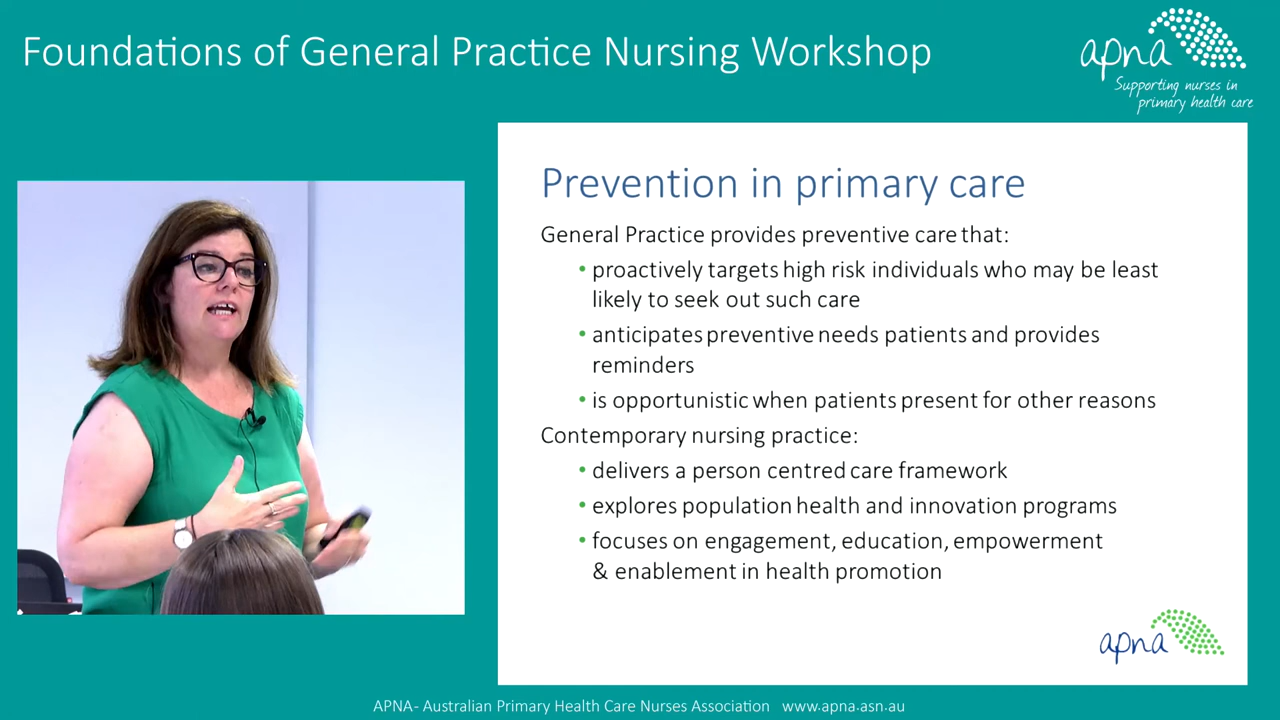 Foundations of General Practice Nursing Workshop
apna
Supporting nurses in
primary health care
Prevention in primary care
General Practice provides preventive care that:
• proactively targets high risk individuals who may be least
likely to seek out such care
• anticipates preventive needs patients and provides
reminders
• is opportunistic when patients present for other reasons
Contemporary nursing practice:
• delivers a person centred care framework
• explores population health and innovation programs
• focuses on engagement, education, empowerment
& enablement in health promotion
apna
APNA- Australian Primary Health Care Nurses Association www.apna.asn.au